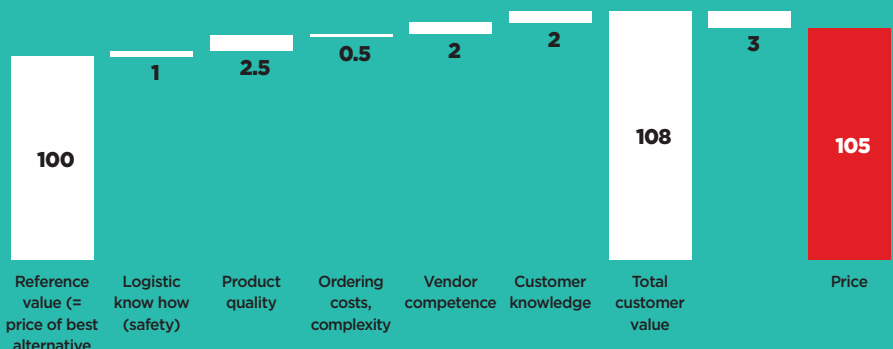 100
1
2.5
0.5
2
2
108
3
105
Reference
value (=
price of best
alternative
Logistic
know how
(safety)
Product
quality
Ordering
costs,
complexity
Vendor
competence
Customer
knowledge
Total
customer
value
Price